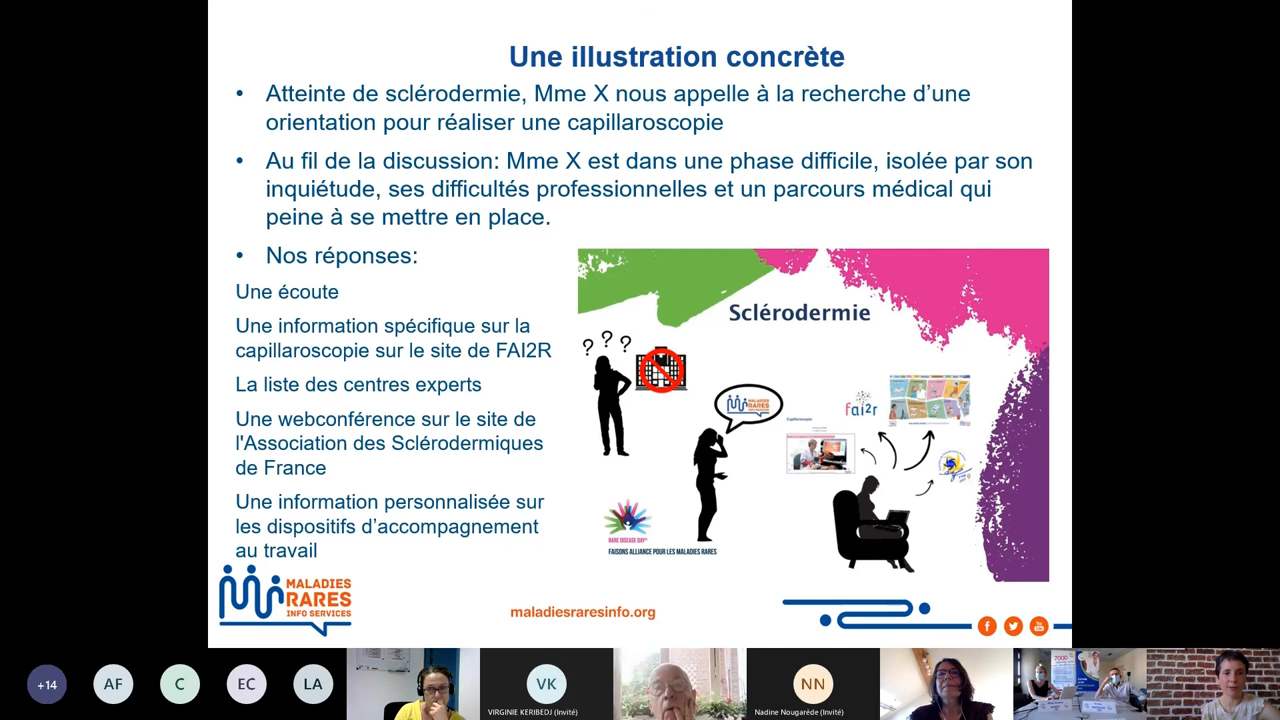 Une illustration concrète
• Atteinte de sclérodermie, Mme X nous appelle à la recherche d’une
orientation pour réaliser une capillaroscopie
• Au fil de la discussion: Mme X est dans une phase difficile, isolée par son
inquiétude, ses difficultés professionnelles et un parcours médical qui
peine à se mettre en place.
• Nos réponses:
Une écoute
Une information spécifique sur la
capillaroscopie sur le site de FAI2R
La liste des centres experts
Une webconférence sur le site de
l'Association des Sclérodermiques
de France
Une information personnalisée sur
les dispositifs d’accompagnement
au travail
Sclérodermie
? ? ?
MALADIES
RARES
INFO SERVICES
fai2r
Capillaroscopie
RARE DISEASE DAY®
FAISONS ALLIANCE POUR LES MALADIES RARES
MALADIES
RARES
INFO SERVICES
maladiesraresinfo.org
+14
AF
C
EC
LA
VK
VIRGINIE KERIBEDJ (Invité)
NN
Nadine Nougarède (Invité)
7000